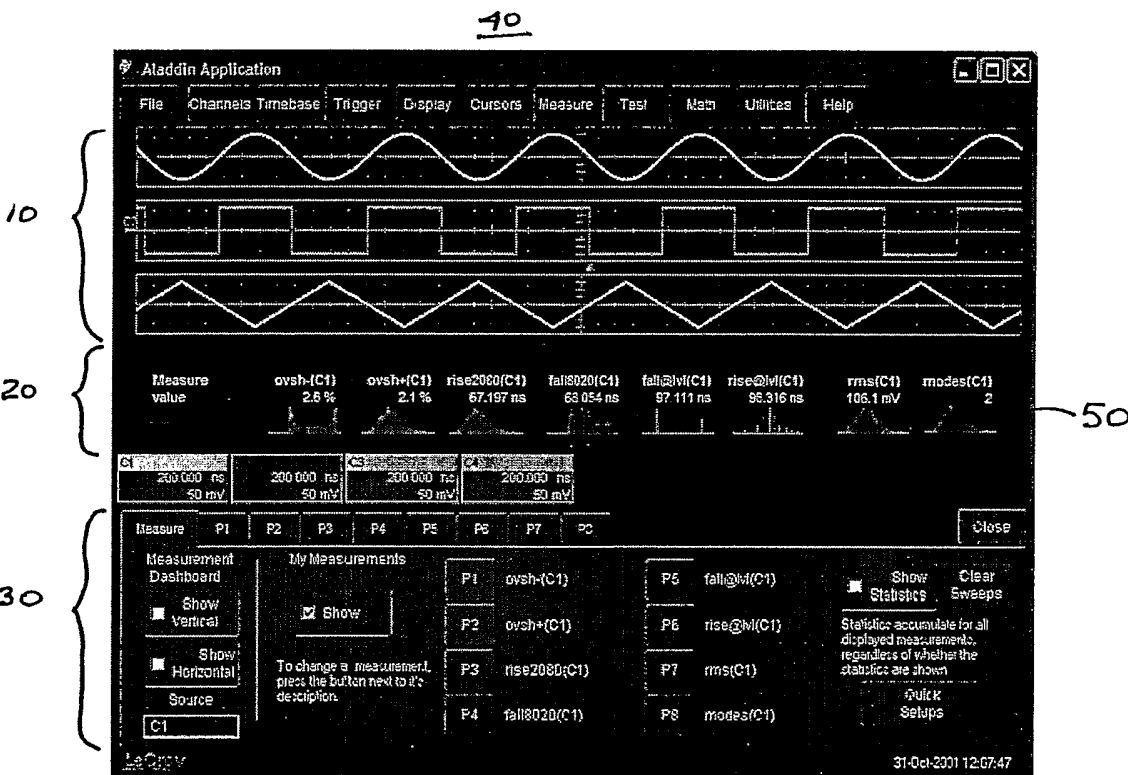 40
Aladdin Application
File Channels Timebase Trigger Display Cursors Measure Test Math Utilities Help
10
20
Measure ovsh-(C1) ovsh+(C1) rise2080(C1) fall8020(C1) fall@lvl(C1) rise@lvl(C1) rms(C1) modes(C1)
value 2.6 % 2.1 % 67.197 ns 68.054 ns 97.111 ns 96.316 ns 106.1 mV 2
50
C1 C3 C4
200.000 ns 200.000 ns 200.000 ns 200.000 ns
50 mV 50 mV 50 mV 50 mV
30
Measure P1 P2 P3 P4 P5 P6 P7 P8 Close
Measurement Dashboard
Show Vertical
Show Horizontal
Source
C1
My Measurements
Show
To change a measurement,
press the button next to it's
description.
P1 ovsh-(C1)
P2 ovsh+(C1)
P3 rise2080(C1)
P4 fall8020(C1)
P5 fall@lvl(C1)
P6 rise@lvl(C1)
P7 rms(C1)
P8 modes(C1)
Show Statistics
Clear Sweeps
Statistics accumulate for all
displayed measurements,
regardless of whether the
statistics are shown
Quick Setups
LeCroy
31-Oct-2001 12:07:47